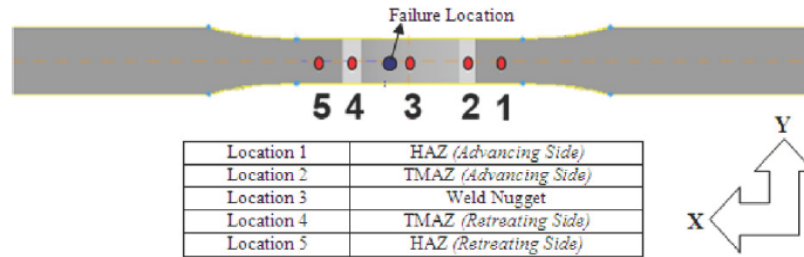 Failure Location
5 4 3 2 1
Location 1 HAZ (Advancing Side)
Location 2 TMAZ (Advancing Side)
Location 3 Weld Nugget
Location 4 TMAZ (Retreating Side)
Location 5 HAZ (Retreating Side)
Y
X